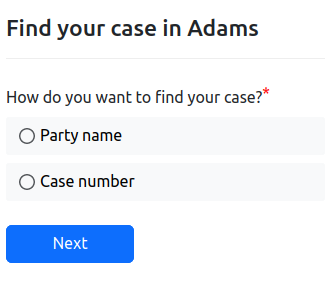 Find your case in Adams
How do you want to find your case?*
Party name
Case number
Next